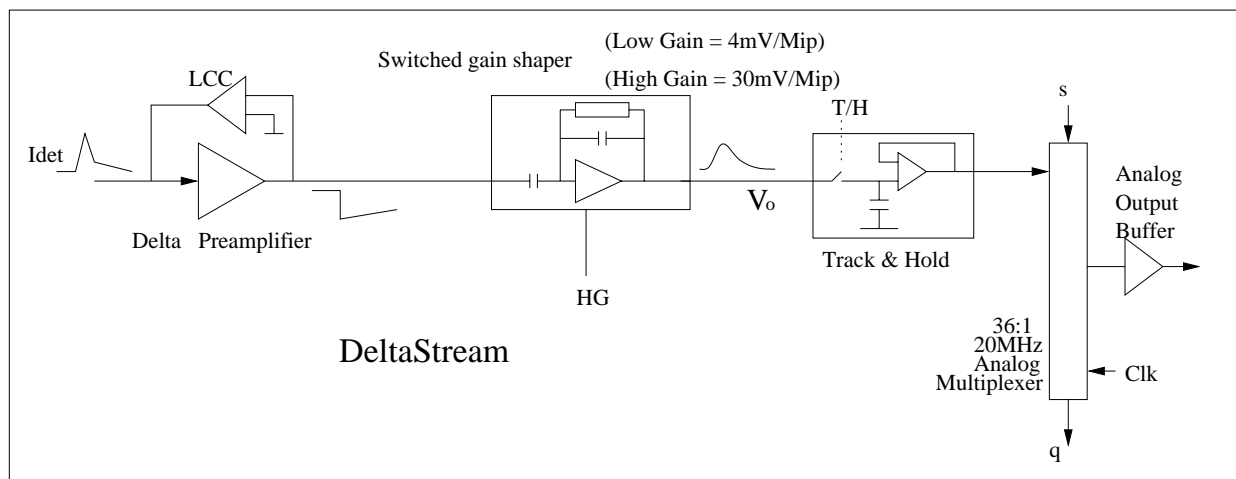 (Low Gain = 4mV/Mip)
Switched gain shaper
(High Gain = 30mV/Mip)
LCC
s
T/H
Idet
Analog
Output
Buffer
Vo
Delta Preamplifier
Track & Hold
HG
36:1
20MHz
Analog
Multiplexer
DeltaStream
Clk
q